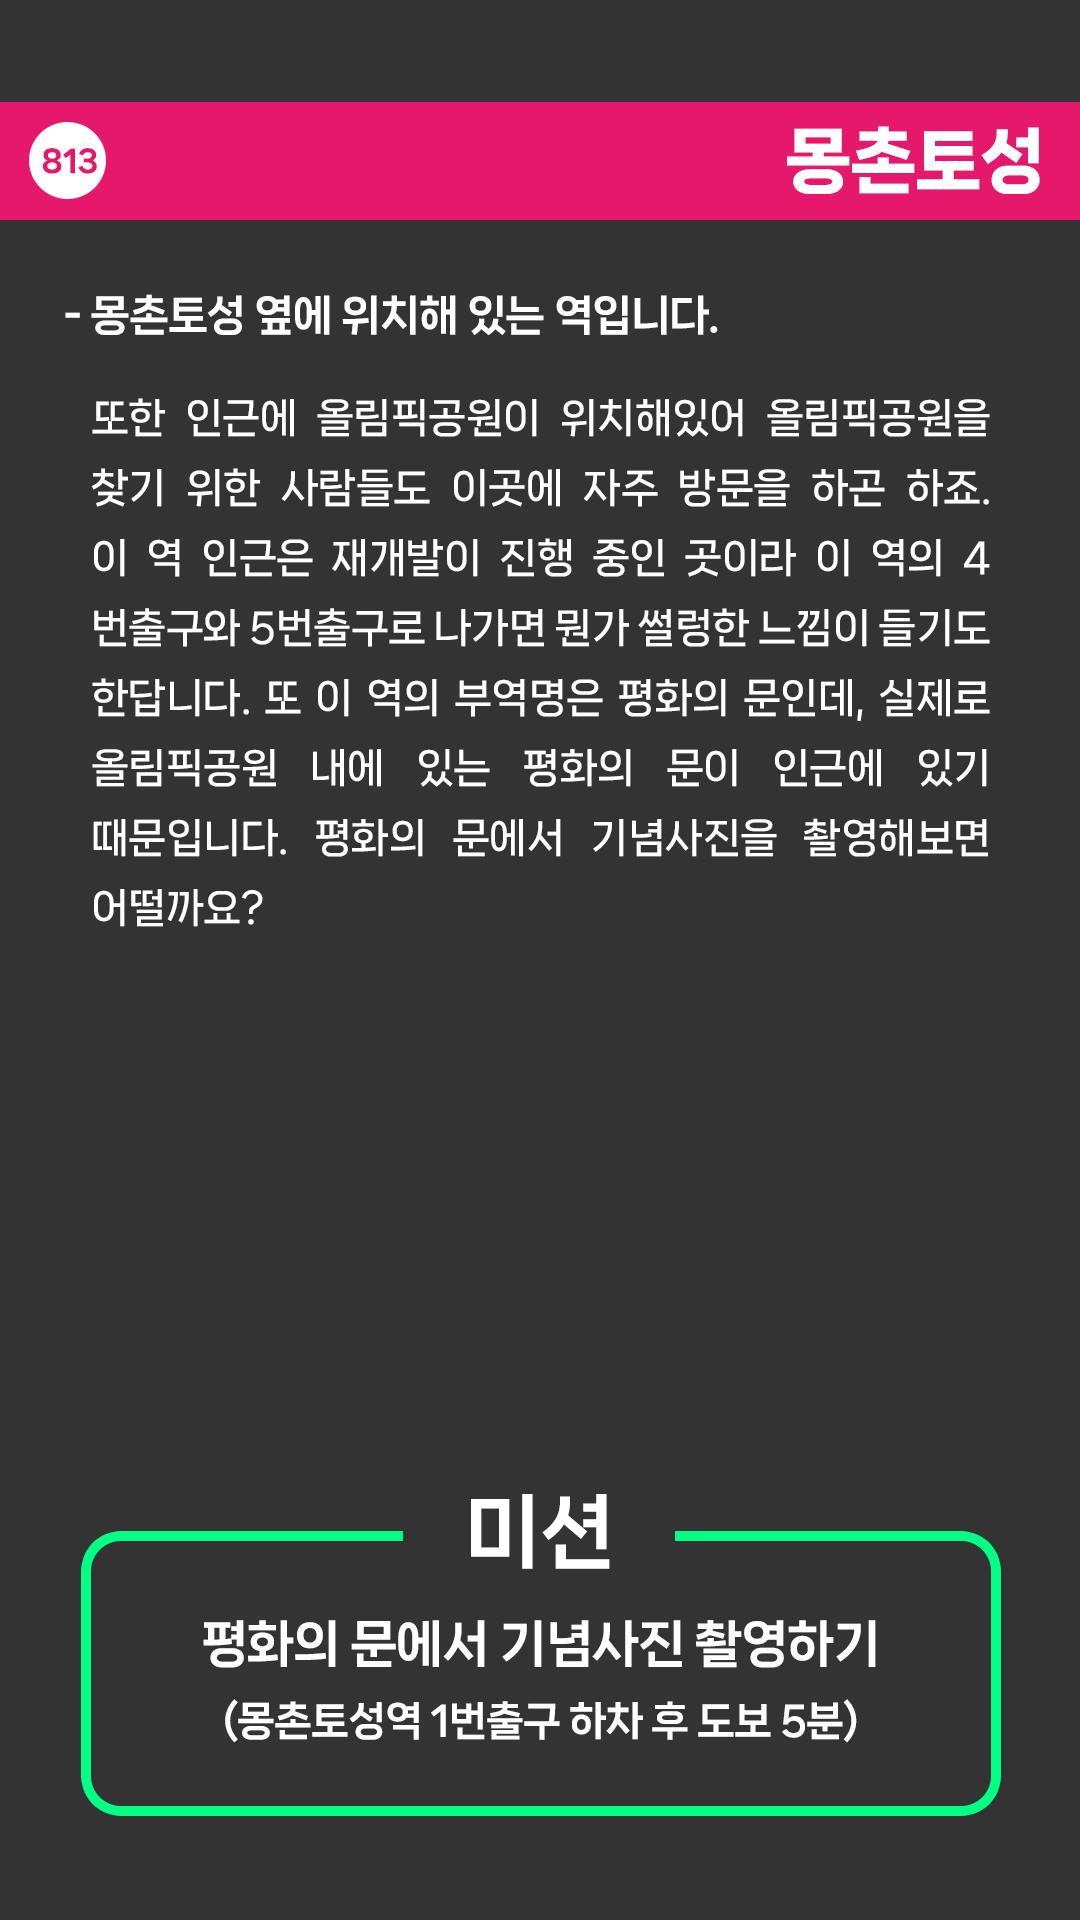 813
몽촌토성
- 몽촌토성 옆에 위치해 있는 역입니다.
또한 인근에 올림픽공원이 위치해있어 올림픽공원을
찾기 위한 사람들도 이곳에 자주 방문을 하곤 하죠.
이 역 인근은 재개발이 진행 중인 곳이라 이 역의 4
번출구와 5번출구로 나가면 뭔가 썰렁한 느낌이 들기도
한답니다. 또 이 역의 부역명은 평화의 문인데, 실제로
올림픽공원 내에 있는 평화의 문이 인근에 있기
때문입니다. 평화의 문에서 기념사진을 촬영해보면
어떨까요?
미션
평화의 문에서 기념사진 촬영하기
(몽촌토성역 1번출구 하차 후 도보 5분)